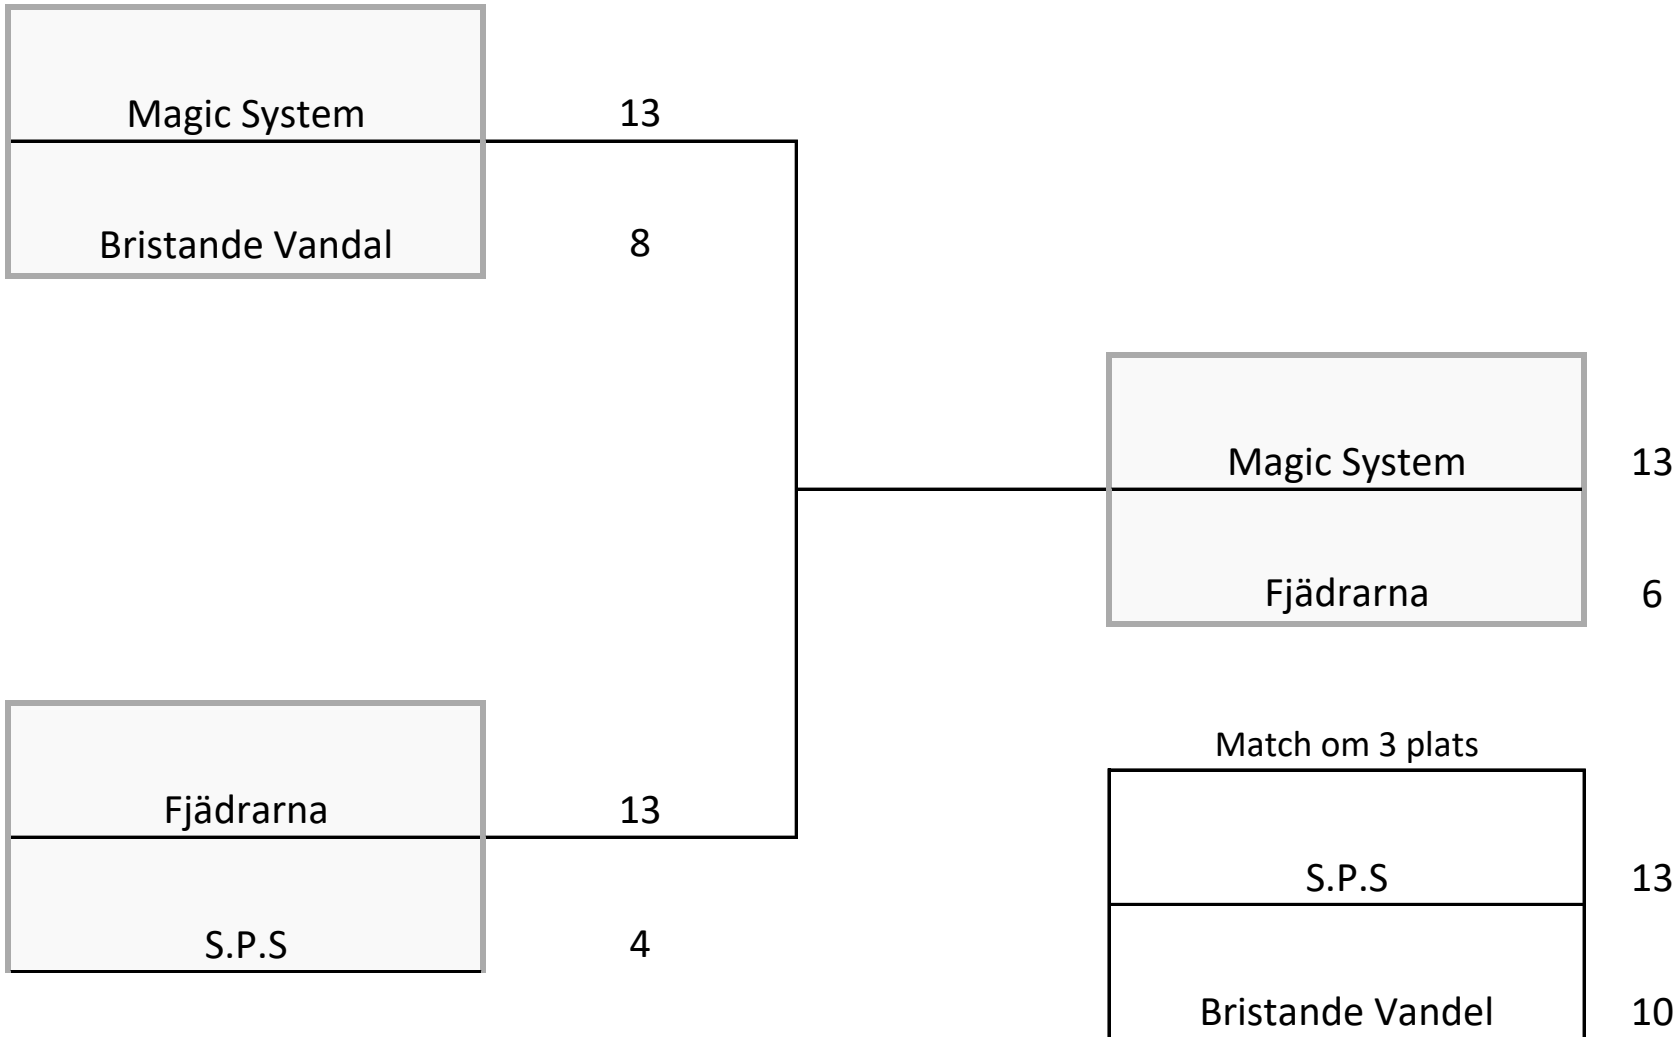 Magic System 13
Bristande Vandal 8
Magic System 13
Fjädrarna 6
Fjädrarna 13
S.P.S 4
Match om 3 plats
S.P.S 13
Bristande Vandel 10